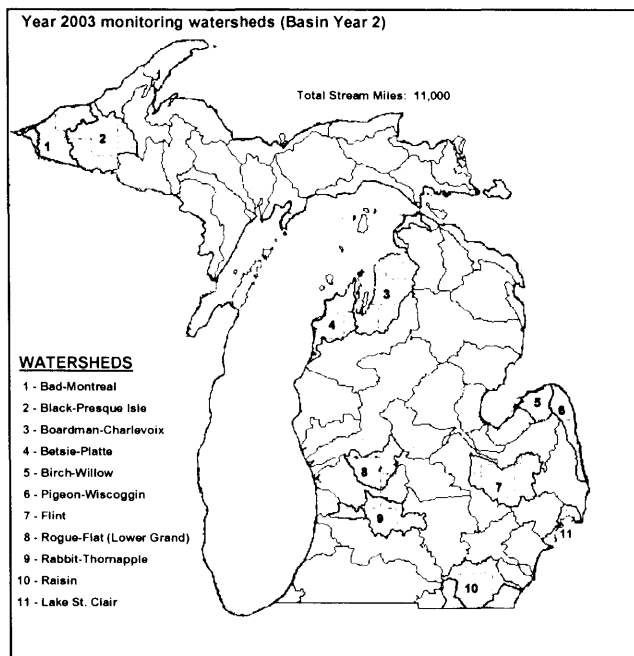 Year 2003 monitoring watersheds (Basin Year 2)
Total Stream Miles: 11,000
1
2
3
4
5
6
7
8
9
10
11
WATERSHEDS
1 - Bad-Montreal
2 - Black-Presque Isle
3 - Boardman-Charlevoix
4 - Betsie-Platte
5 - Birch-Willow
6 - Pigeon-Wiscoggin
7 - Flint
8 - Rogue-Flat (Lower Grand)
9 - Rabbit-Thornapple
10 - Raisin
11 - Lake St. Clair